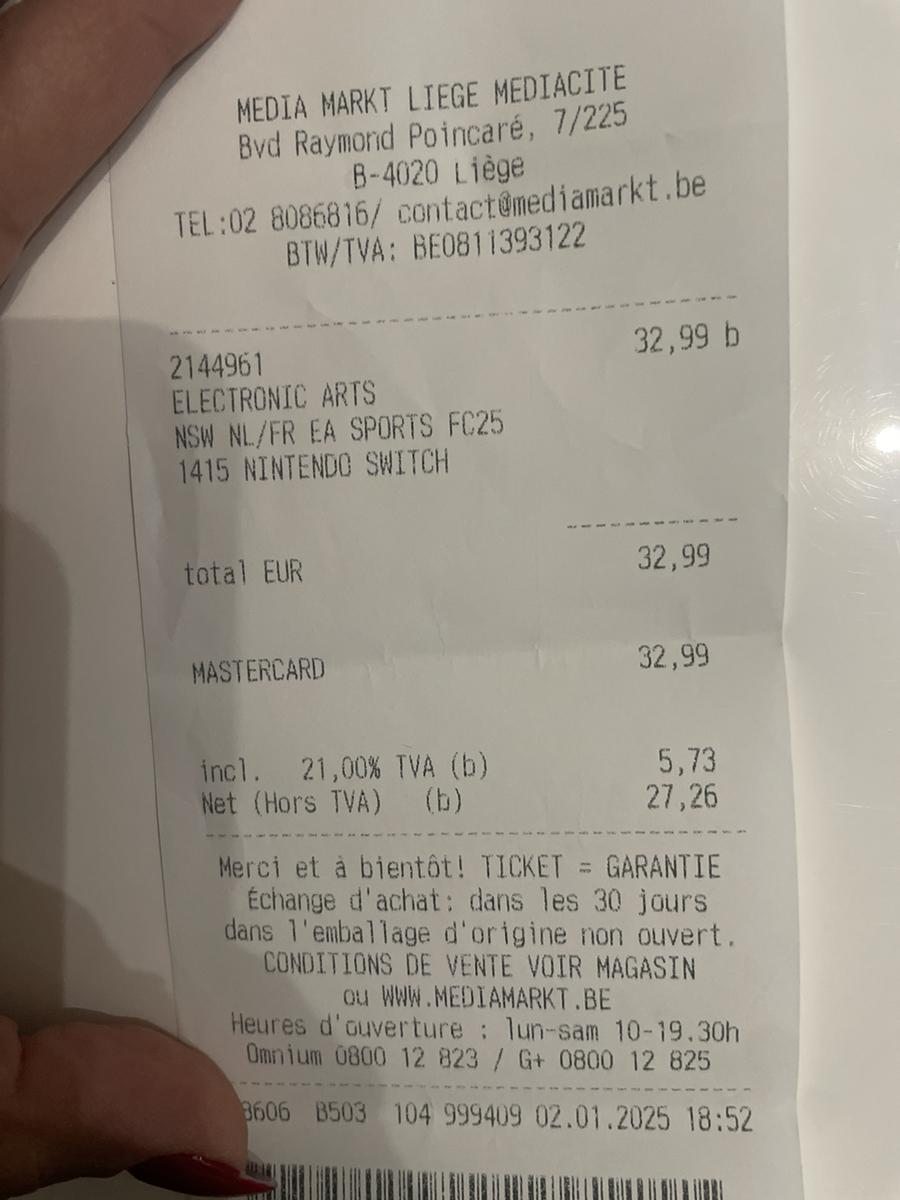 MEDIA MARKT LIEGE MEDIACITE
Bvd Raymond Poincaré, 7/225
B-4020 Liège
TEL:02 8086816/ contact@mediamarkt.be
BTW/TVA: BE0811393122
2144961 32,99 b
ELECTRONIC ARTS
NSW NL/FR EA SPORTS FC25
1415 NINTENDO SWITCH
total EUR 32,99
MASTERCARD 32,99
incl. 21,00% TVA (b) 5,73
Net (Hors TVA) (b) 27,26
Merci et à bientôt! TICKET = GARANTIE
Échange d'achat: dans les 30 jours
dans l'emballage d'origine non ouvert.
CONDITIONS DE VENTE VOIR MAGASIN
ou WWW.MEDIAMARKT.BE
Heures d'ouverture : lun-sam 10-19.30h
Omnium 0800 12 823 / G+ 0800 12 825
B503 104 999409 02.01.2025 18:52